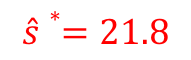 ŝ * = 21.8